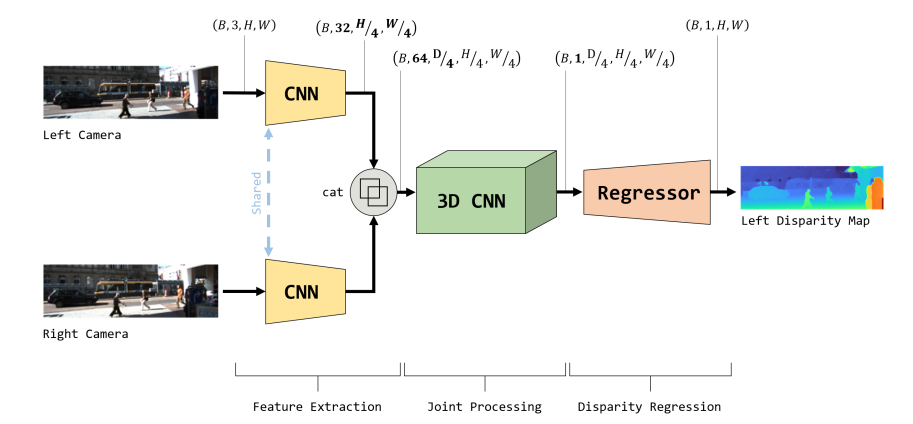 (B, 3, H, W)
(B, 32, H/4, W/4)
(B, 64, D/4, H/4, W/4)
(B, 1, D/4, H/4, W/4)
(B, 1, H, W)
CNN
Left Camera
Shared
cat
3D CNN
Regressor
Left Disparity Map
CNN
Right Camera
Feature Extraction
Joint Processing
Disparity Regression